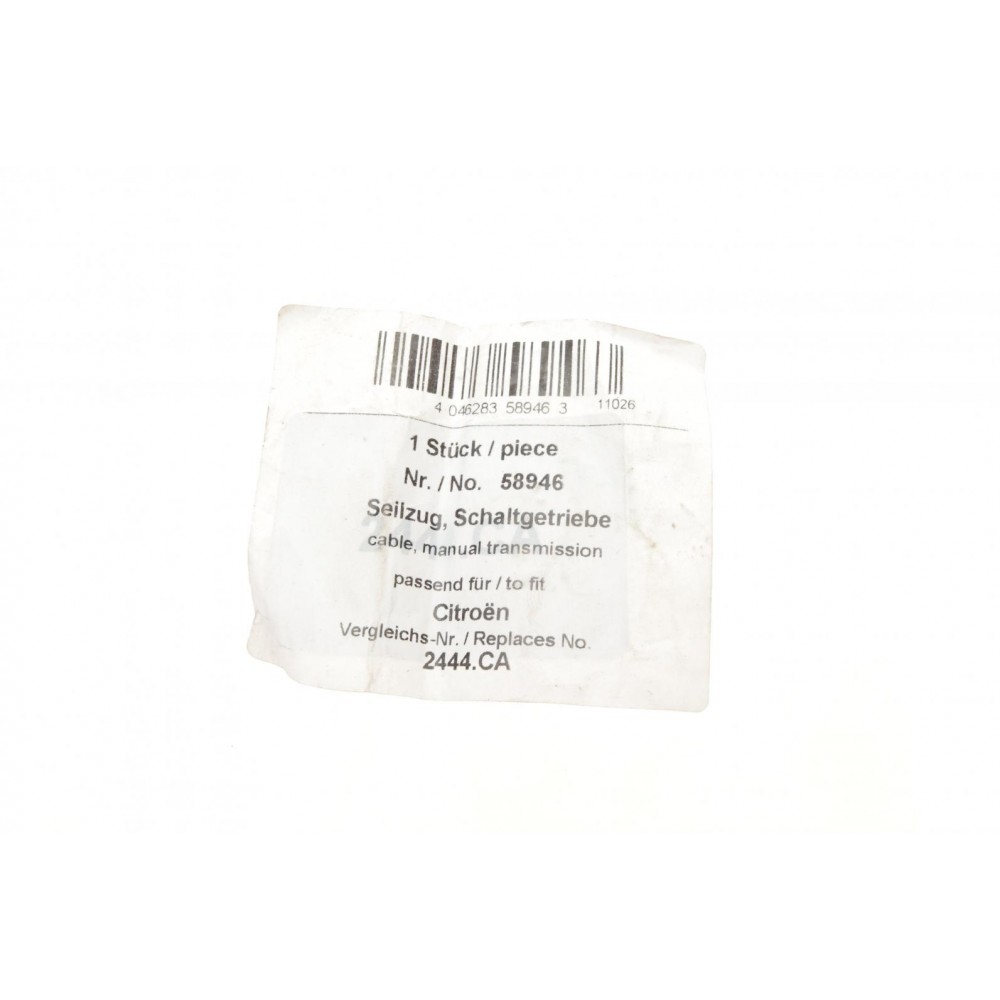 4 046283 58946 3 11026
1 Stück / piece
Nr. / No. 58946
Seilzug, Schaltgetriebe
cable, manual transmission
passend für / to fit
Citroën
Vergleichs-Nr. / Replaces No.
2444.CA